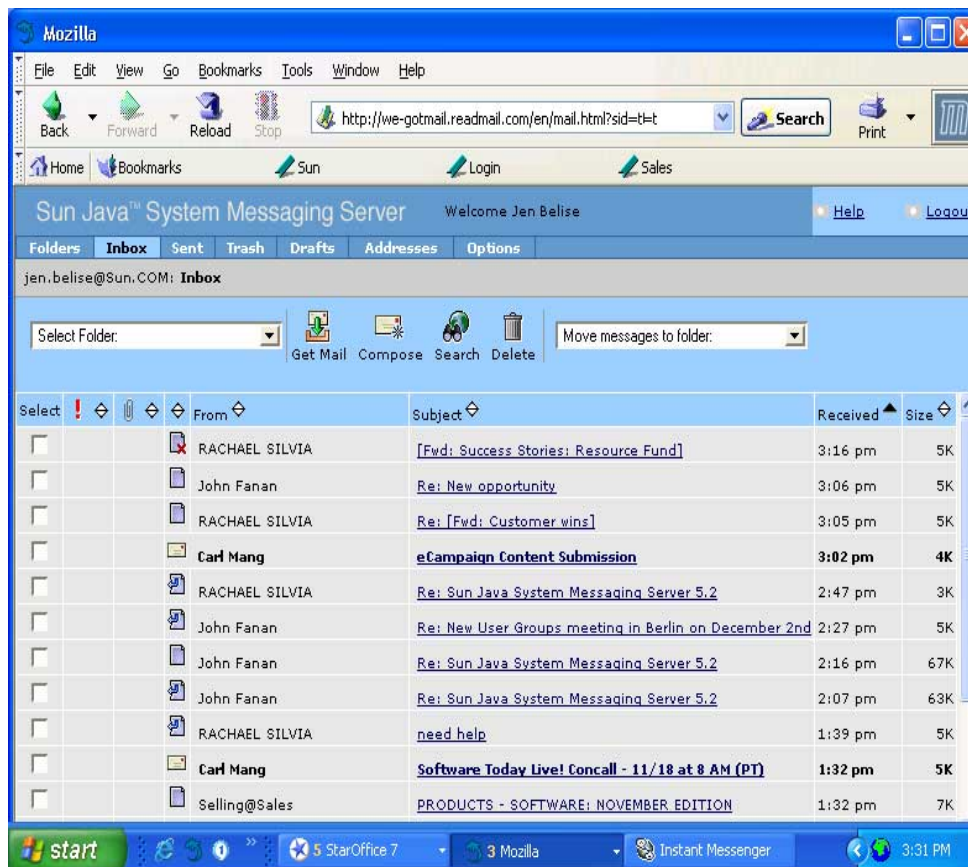 Mozilla
File Edit View Go Bookmarks Tools Window Help
Back Forward Reload Stop http://we-gotmail.readmail.com/en/mail.html?sid=tl=t Search Print
Home Bookmarks Sun Login Sales
Sun Java™ System Messaging Server Welcome Jen Belise Help Logou
Folders Inbox Sent Trash Drafts Addresses Options
jen.belise@Sun.COM: Inbox
Select Folder: Get Mail Compose Search Delete Move messages to folder:
Select ! From Subject Received Size
RACHAEL SILVIA [Fwd: Success Stories: Resource Fund] 3:16 pm 5K
John Fanan Re: New opportunity 3:06 pm 5K
RACHAEL SILVIA Re: [Fwd: Customer wins] 3:05 pm 5K
Carl Mang eCampaign Content Submission 3:02 pm 4K
RACHAEL SILVIA Re: Sun Java System Messaging Server 5.2 2:47 pm 3K
John Fanan Re: New User Groups meeting in Berlin on December 2nd 2:27 pm 5K
John Fanan Re: Sun Java System Messaging Server 5.2 2:16 pm 67K
John Fanan Re: Sun Java System Messaging Server 5.2 2:07 pm 63K
RACHAEL SILVIA need help 1:39 pm 5K
Carl Mang Software Today Live! Concall - 11/18 at 8 AM (PT) 1:32 pm 5K
Selling@Sales PRODUCTS - SOFTWARE: NOVEMBER EDITION 1:32 pm 7K
start 5 StarOffice 7 3 Mozilla Instant Messenger 3:31 PM